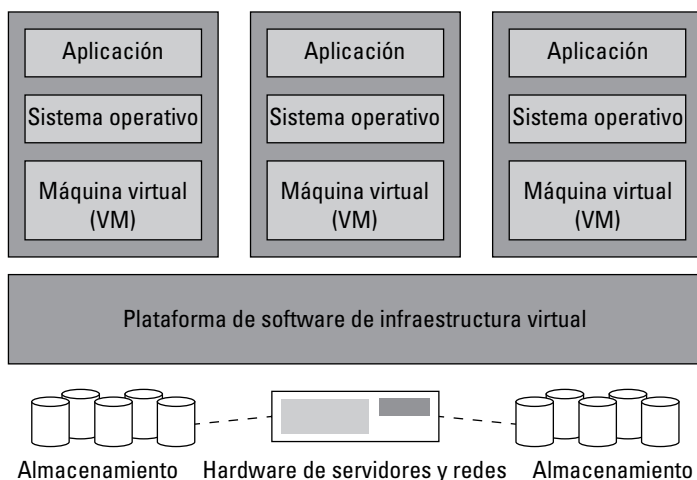 Aplicación
Aplicación
Aplicación
Sistema operativo
Sistema operativo
Sistema operativo
Máquina virtual
(VM)
Máquina virtual
(VM)
Máquina virtual
(VM)
Plataforma de software de infraestructura virtual
Almacenamiento
Hardware de servidores y redes
Almacenamiento